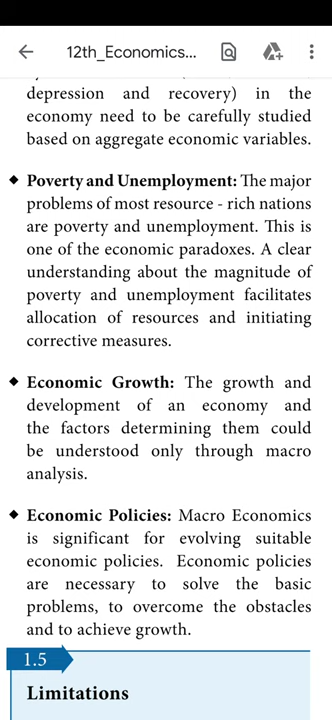 12th_Economics...
depression and recovery) in the
economy need to be carefully studied
based on aggregate economic variables.
◆ Poverty and Unemployment: The major
problems of most resource - rich nations
are poverty and unemployment. This is
one of the economic paradoxes. A clear
understanding about the magnitude of
poverty and unemployment facilitates
allocation of resources and initiating
corrective measures.
◆ Economic Growth: The growth and
development of an economy and
the factors determining them could
be understood only through macro
analysis.
◆ Economic Policies: Macro Economics
is significant for evolving suitable
economic policies. Economic policies
are necessary to solve the basic
problems, to overcome the obstacles
and to achieve growth.
1.5
Limitations